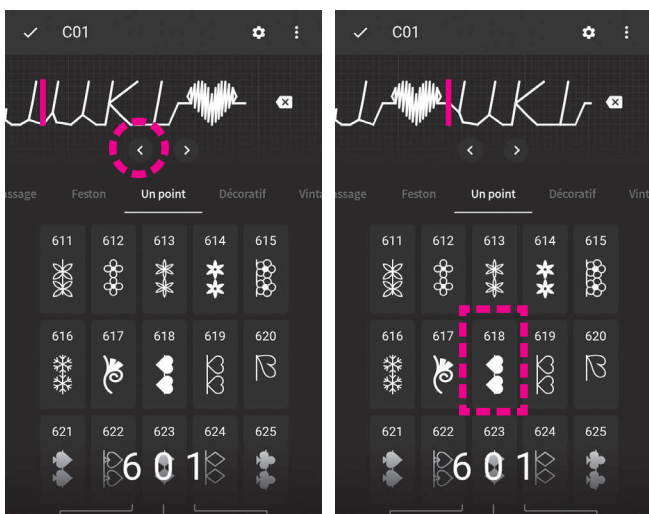 C01
assage Feston Un point Décoratif Vinta
611 612 613 614 615
616 617 618 619 620
621 622 623 624 625
601
C01
ssage Feston Un point Décoratif Vint
611 612 613 614 615
616 617 618 619 620
621 622 623 624 625
601